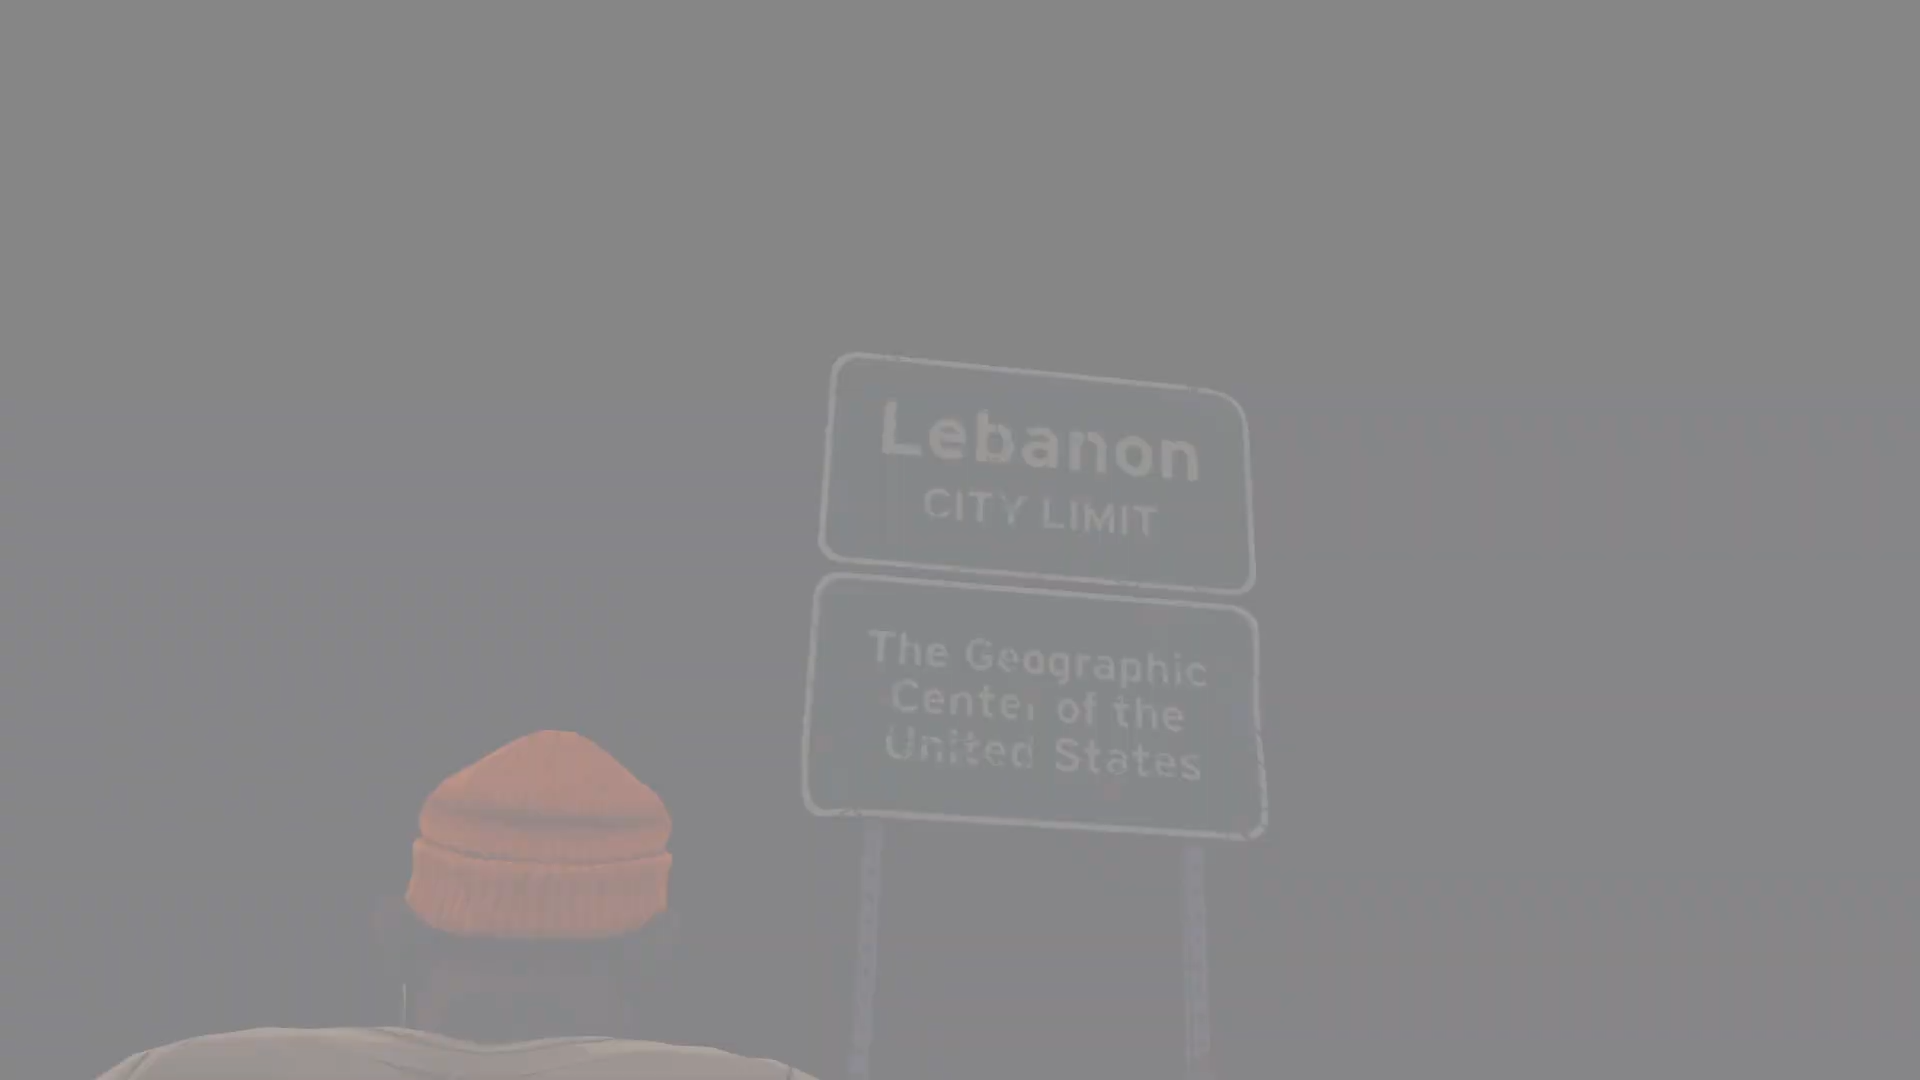 Lebanon
CITY LIMIT
The Geographic
Center of the
United States